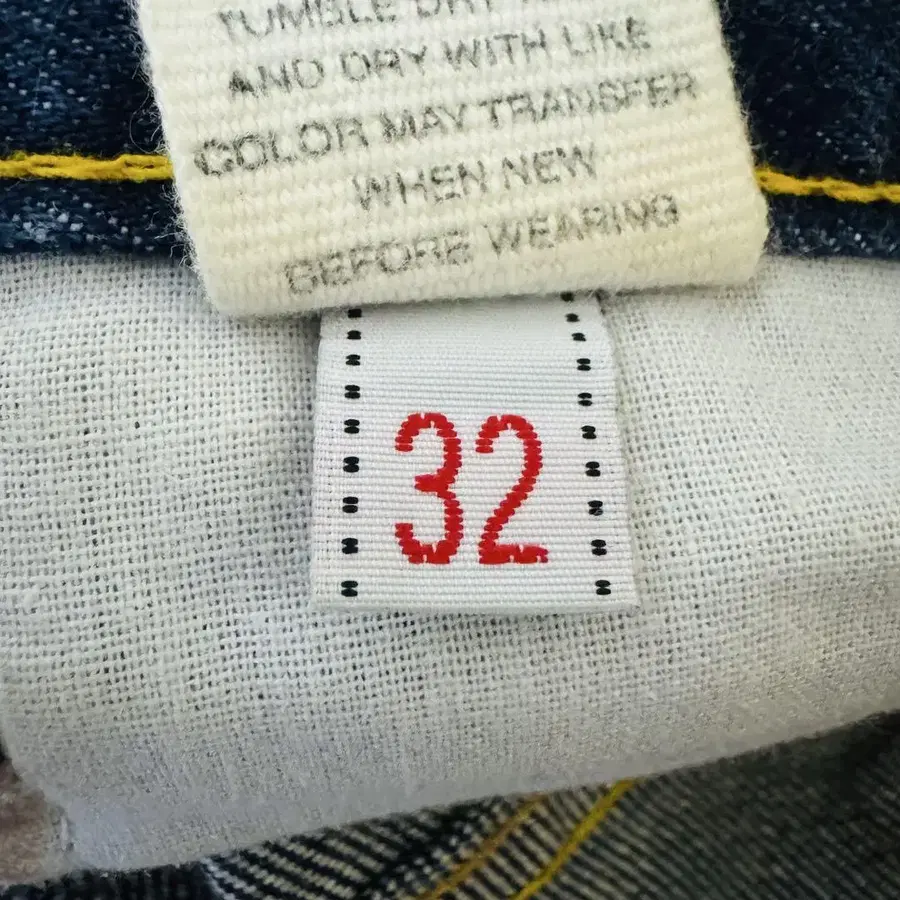 TUMBLE DRY
AND DRY WITH LIKE
COLOR MAY TRANSFER
WHEN NEW
BEFORE WEARING
32